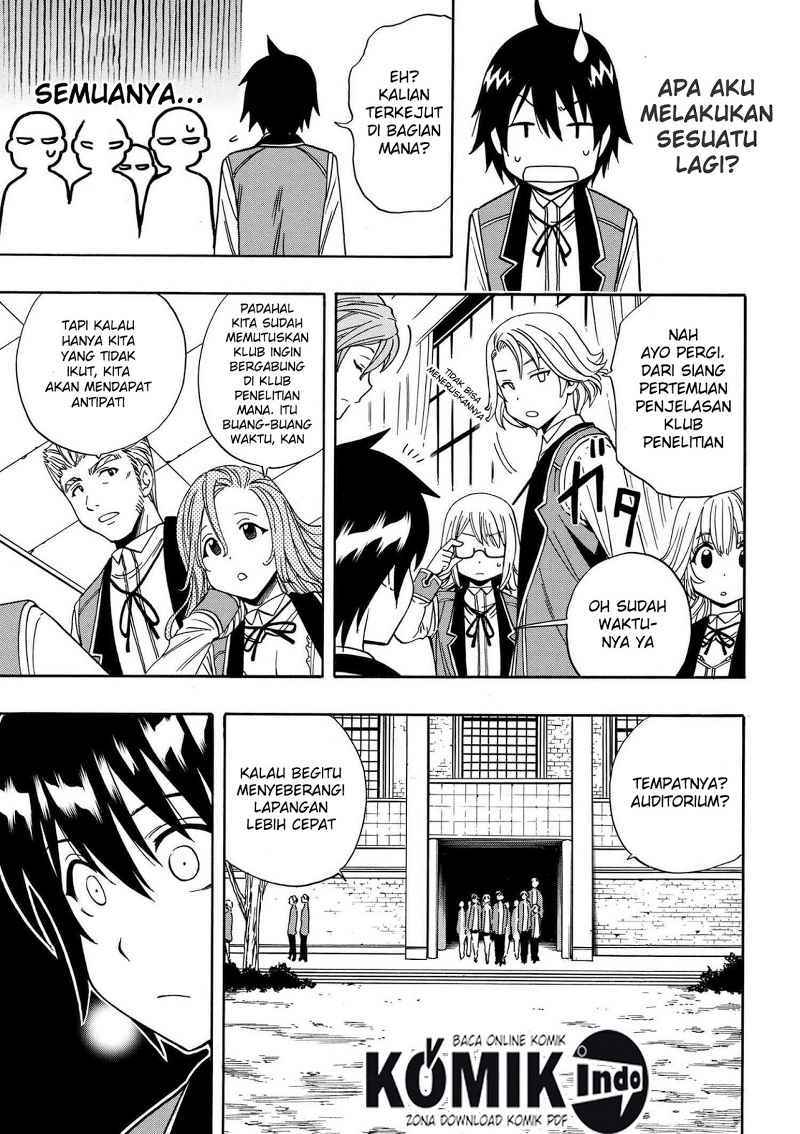 APA AKU
MELAKUKAN
SESUATU
LAGI?
EH?
KALIAN
TERKEJUT
DI BAGIAN
MANA?
SEMUANYA...
NAH
AYO PERGI.
DARI SIANG
PERTEMUAN
PENJELASAN
KLUB
PENELITIAN
TIDAK BISA
MENERUSKANNYA
ガタ
OH SUDAH
WAKTU-
NYA YA
PADAHAL
KITA SUDAH
MEMUTUSKAN
KLUB INGIN
BERGABUNG
DI KLUB
PENELITIAN
MANA. ITU
BUANG-BUANG
WAKTU, KAN
TAPI KALAU
HANYA KITA
YANG TIDAK
IKUT, KITA
AKAN MENDAPAT
ANTIPATI
TEMPATNYA?
AUDITORIUM?
KALAU BEGITU
MENYEBERANGI
LAPANGAN
LEBIH CEPAT
BACA ONLINE KOMIK
KOMIK Indo
ZONA DOWNLOAD KOMIK PDF